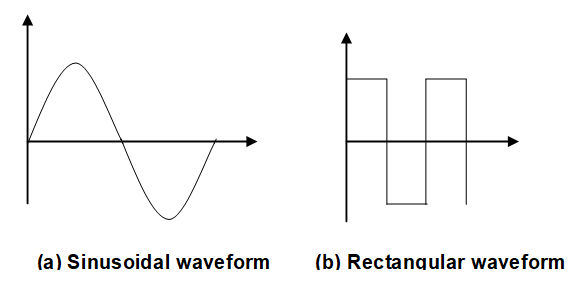 (a) Sinusoidal waveform
(b) Rectangular waveform